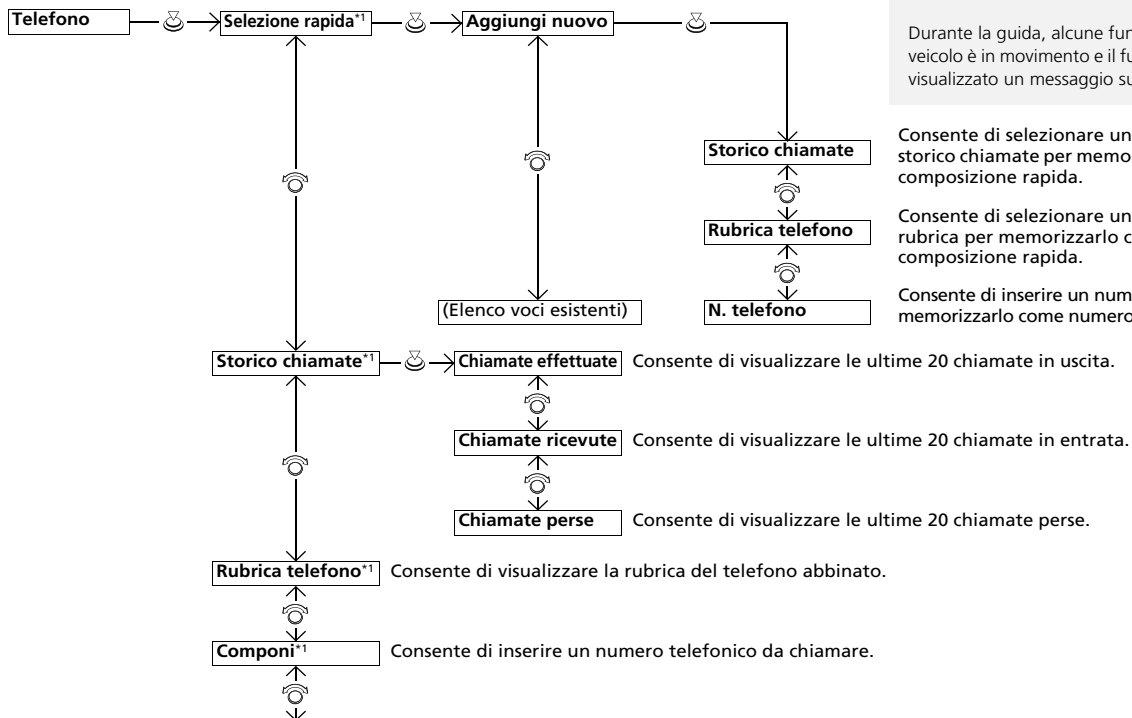 Telefono
Selezione rapida*1
Aggiungi nuovo
Durante la guida, alcune
veicolo è in movimento e il
visualizzato un messaggio
Storico chiamate
Consente di selezionare un
storico chiamate per
composizione rapida.
Rubrica telefono
Consente di selezionare un
rubrica per memorizzarlo
composizione rapida.
(Elenco voci esistenti)
N. telefono
Consente di inserire un
memorizzarlo come numero
Storico chiamate*1
Chiamate effettuate
Consente di visualizzare le ultime 20 chiamate in uscita.
Chiamate ricevute
Consente di visualizzare le ultime 20 chiamate in entrata.
Chiamate perse
Consente di visualizzare le ultime 20 chiamate perse.
Rubrica telefono*1
Consente di visualizzare la rubrica del telefono abbinato.
Componi*1
Consente di inserire un numero telefonico da chiamare.